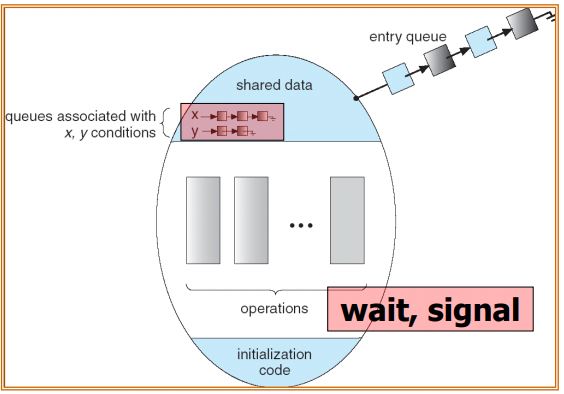 entry queue
shared data
queues associated with
x, y conditions
x
y
...
operations
wait, signal
initialization
code